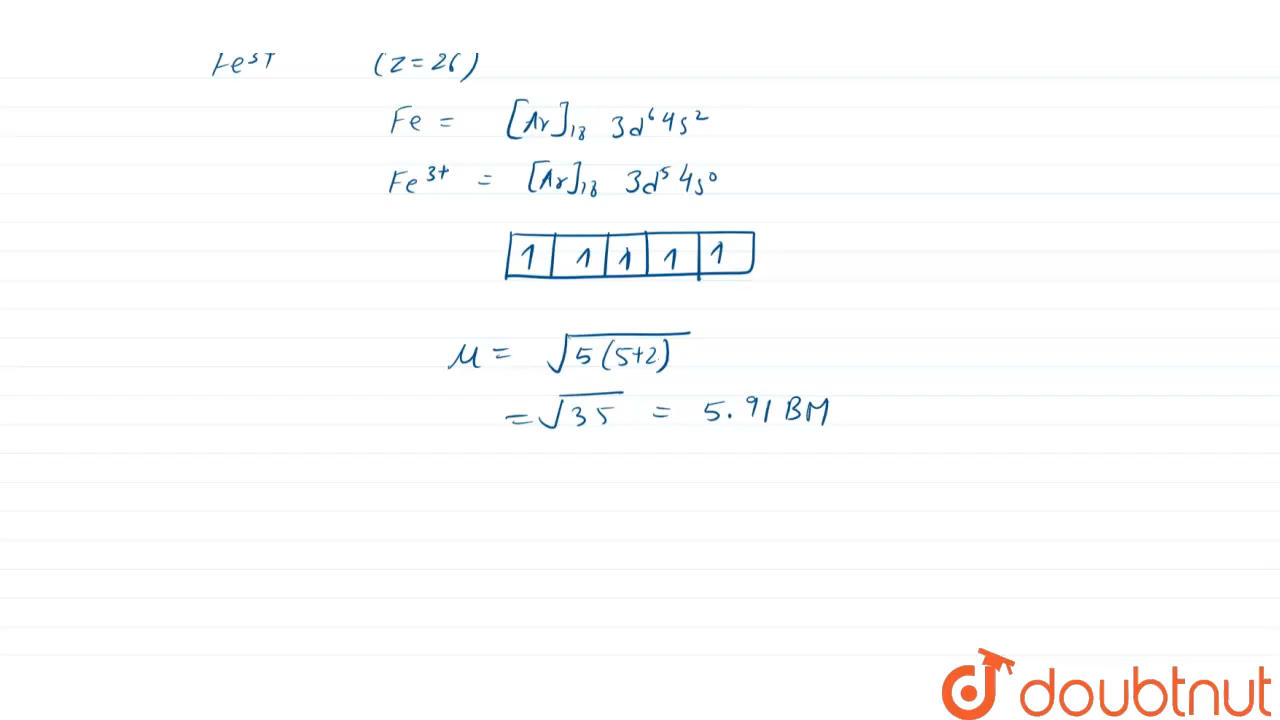 Fe³⁺ (Z=26)
Fe = [Ar]₁₈ 3d⁶ 4s²
Fe³⁺ = [Ar]₁₈ 3d⁵ 4s⁰
1 1 1 1 1
μ = √5(5+2)
= √35 = 5.91 BM
doubtnut